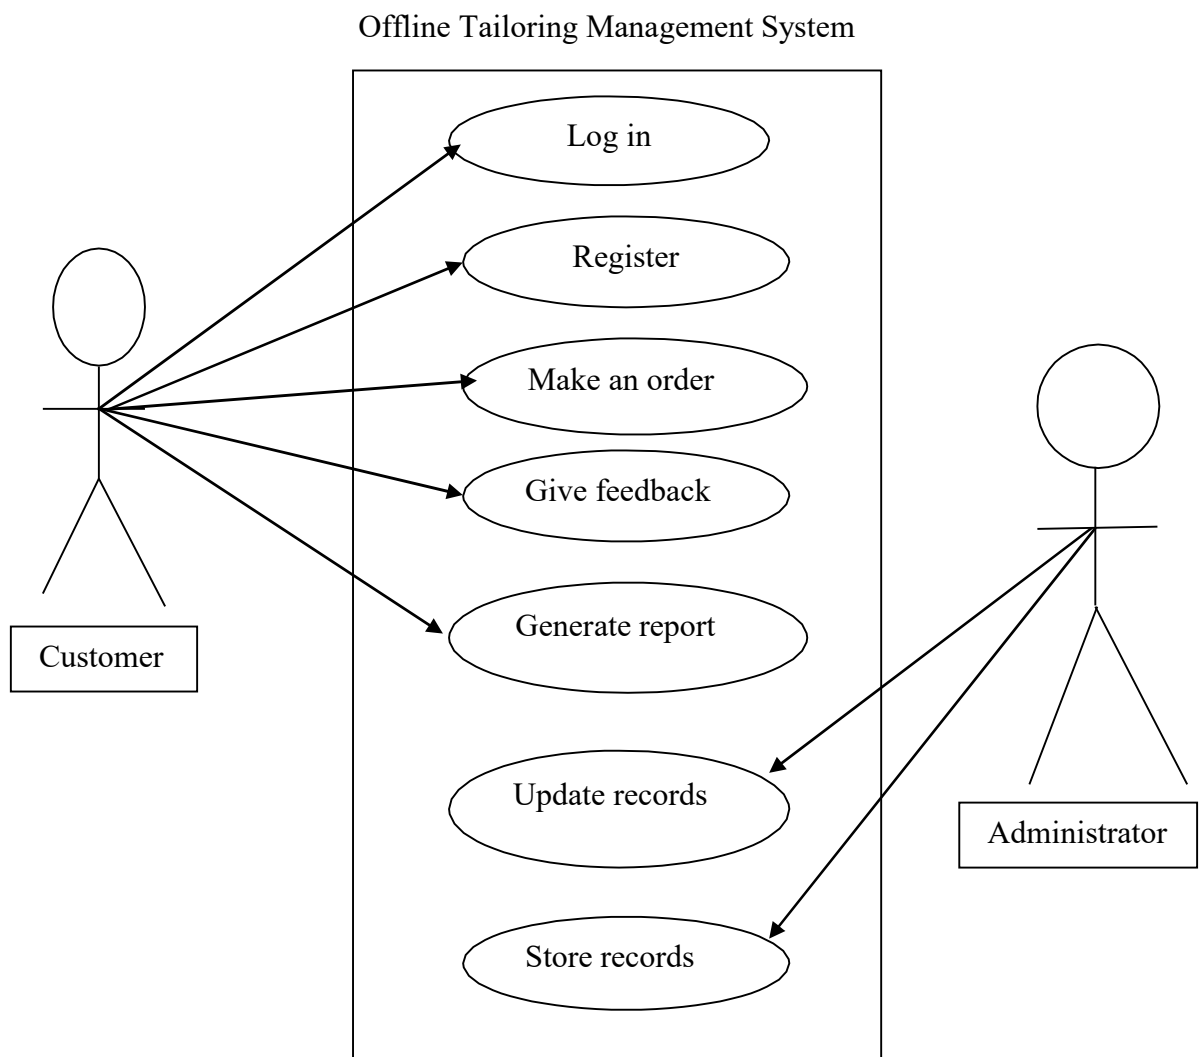 Offline Tailoring Management System
Log in
Register
Make an order
Give feedback
Generate report
Customer
Update records
Administrator
Store records